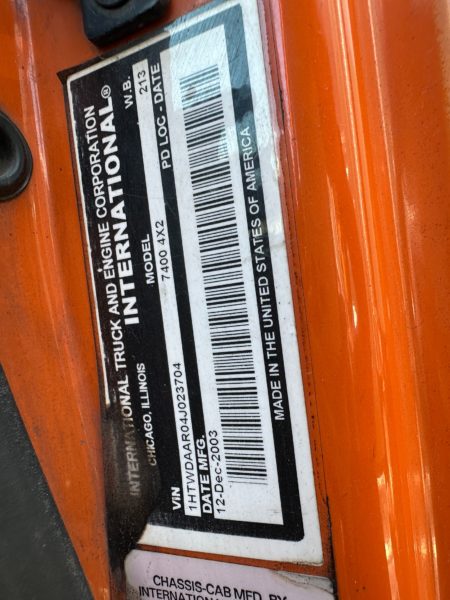 INTERNATIONAL TRUCK AND ENGINE CORPORATION
INTERNATIONAL®
CHICAGO, ILLINOIS
MODEL
W.B.
7400 4X2
213
VIN
PD LOC - DATE
1HTWDAAR04J023704
DATE MFG.
12-Dec-2003
MADE IN THE UNITED STATES OF AMERICA
CHASSIS-CAB MFD. BY
INTERNATIONAL